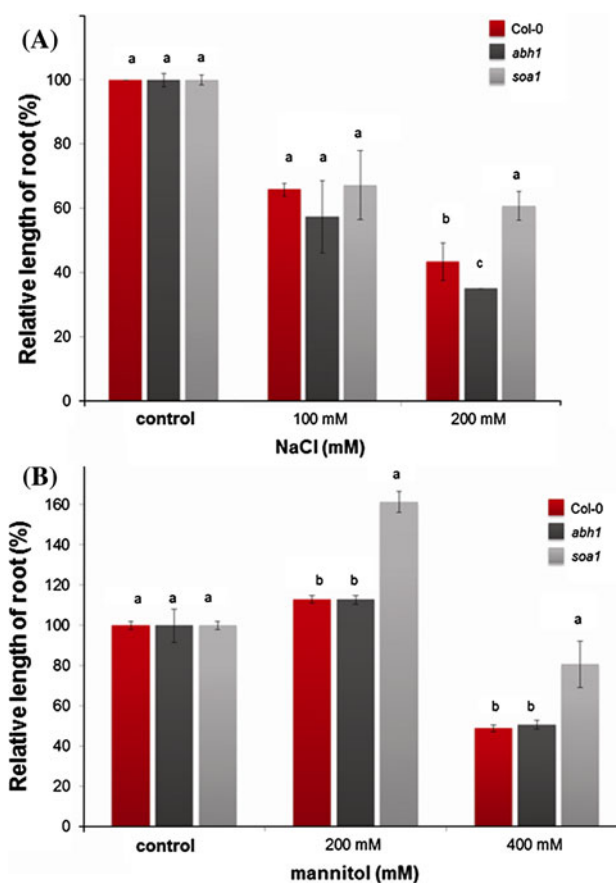 (A)
Col-0
abh1
soa1
Relative length of root (%)
100
80
60
40
20
0
a a a
a a a
b c a
control 100 mM 200 mM
NaCl (mM)
(B)
Col-0
abh1
soa1
Relative length of root (%)
160
140
120
100
80
60
40
20
0
a a a
b b a
b b a
control 200 mM 400 mM
mannitol (mM)